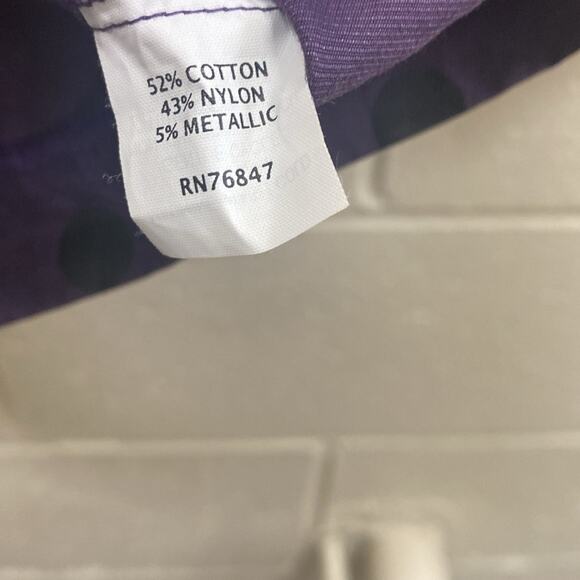 52% COTTON
43% NYLON
5% METALLIC
RN76847